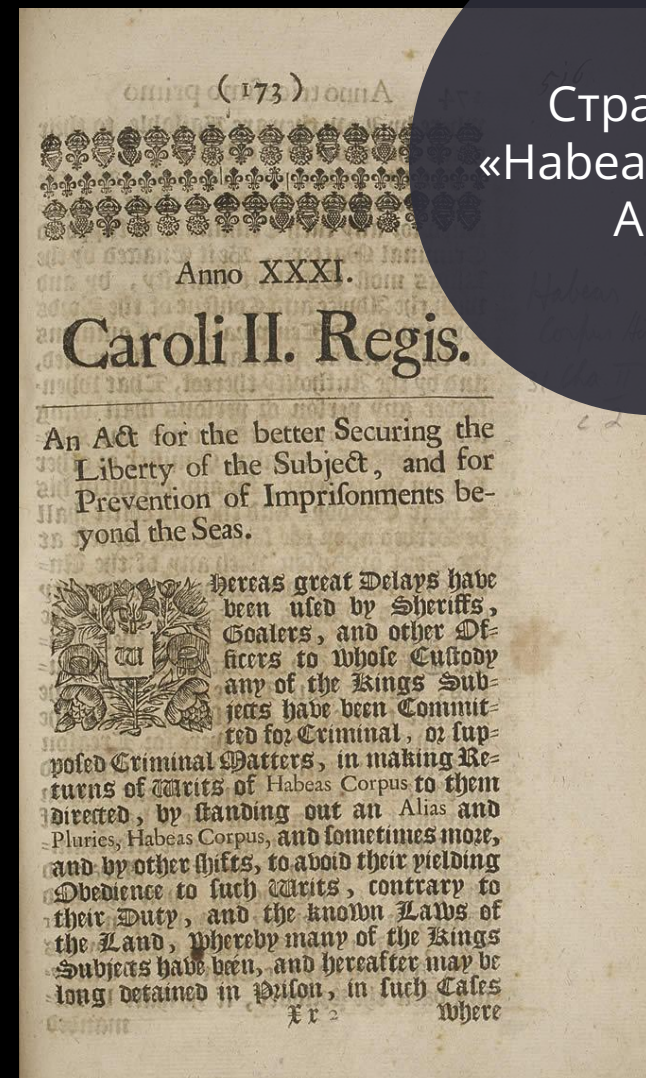 (173)
Anno XXXI.
Caroli II. Regis.
An Act for the better Securing the
Liberty of the Subject, and for
Prevention of Impriſonments be-
yond the Seas.
WHereas great Delays have
been uſed by Sheriffs,
Goalers, and other Of-
ficers to whoſe Cuſtody
any of the Kings Sub-
jects have been Commit-
ted for Criminal, or ſup-
poſed Criminal Matters, in making Re-
turns of Writs of Habeas Corpus to them
directed, by ſtanding out an Alias and
Pluries, Habeas Corpus, and ſometimes more,
and by other ſhifts, to avoid their yielding
Obedience to ſuch Writs, contrary to
their Duty, and the known Laws of
the Land, Whereby many of the Kings
Subjects have been, and hereafter may be
long detained in Priſon, in ſuch Caſes
X r 2
where
Стра
«Habea
A
Habeas